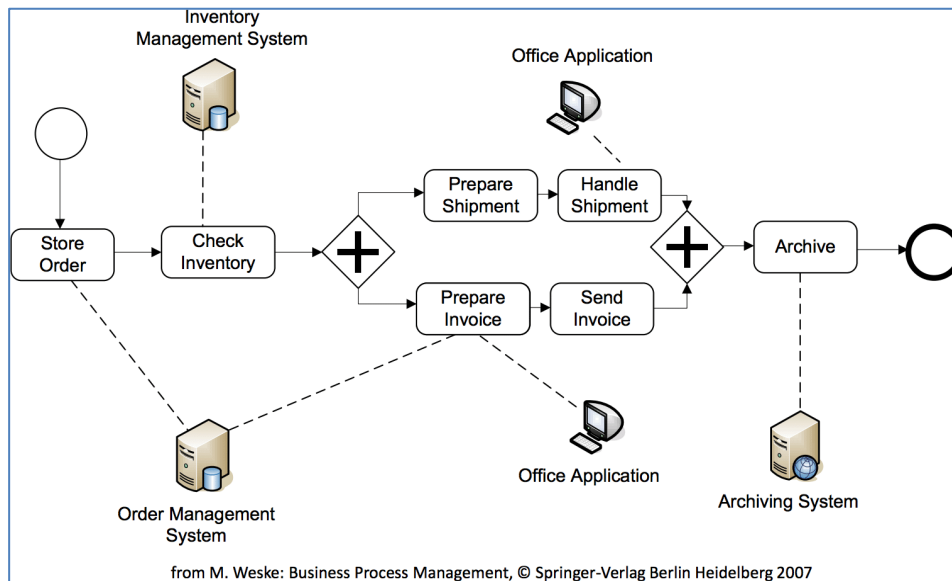 Inventory
Management System
Office Application
Prepare
Shipment
Handle
Shipment
Store
Order
Check
Inventory
Archive
Prepare
Invoice
Send
Invoice
Office Application
Order Management
System
Archiving System
from M. Weske: Business Process Management, © Springer-Verlag Berlin Heidelberg 2007